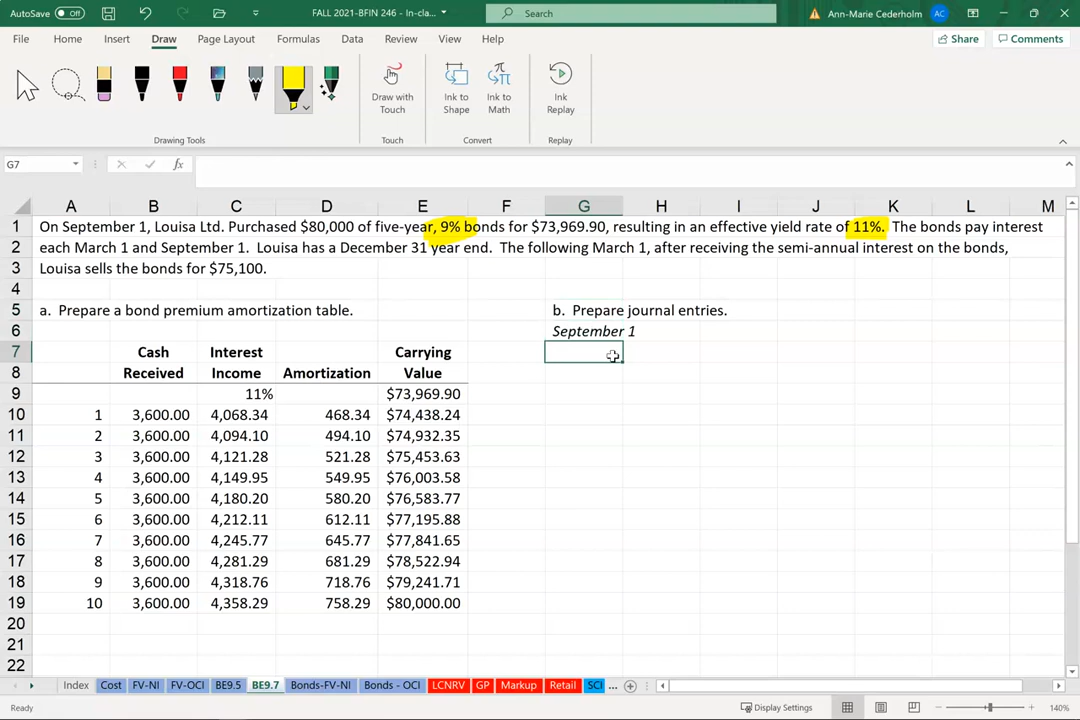 AutoSave Off FALL 2021-BFIN 246 - In-cla... Search Ann-Marie Cederholm AC
File Home Insert Draw Page Layout Formulas Data Review View Help Share Comments
Draw with Touch Ink to Shape Ink to Math Ink Replay
Drawing Tools Touch Convert Replay
G7 fx
A B C D E F G H I J K L M
1 On September 1, Louisa Ltd. Purchased $80,000 of five-year, 9% bonds for $73,969.90, resulting in an effective yield rate of 11%. The bonds pay interest
2 each March 1 and September 1. Louisa has a December 31 year end. The following March 1, after receiving the semi-annual interest on the bonds,
3 Louisa sells the bonds for $75,100.
4
5 a. Prepare a bond premium amortization table. b. Prepare journal entries.
6 September 1
7 Cash Interest Carrying
8 Received Income Amortization Value
9 11% $73,969.90
10 1 3,600.00 4,068.34 468.34 $74,438.24
11 2 3,600.00 4,094.10 494.10 $74,932.35
12 3 3,600.00 4,121.28 521.28 $75,453.63
13 4 3,600.00 4,149.95 549.95 $76,003.58
14 5 3,600.00 4,180.20 580.20 $76,583.77
15 6 3,600.00 4,212.11 612.11 $77,195.88
16 7 3,600.00 4,245.77 645.77 $77,841.65
17 8 3,600.00 4,281.29 681.29 $78,522.94
18 9 3,600.00 4,318.76 718.76 $79,241.71
19 10 3,600.00 4,358.29 758.29 $80,000.00
20
21
22
Index Cost FV-NI FV-OCI BE9.5 BE9.7 Bonds-FV-NI Bonds - OCI LCNRV GP Markup Retail SCI ...
Ready Display Settings 140%